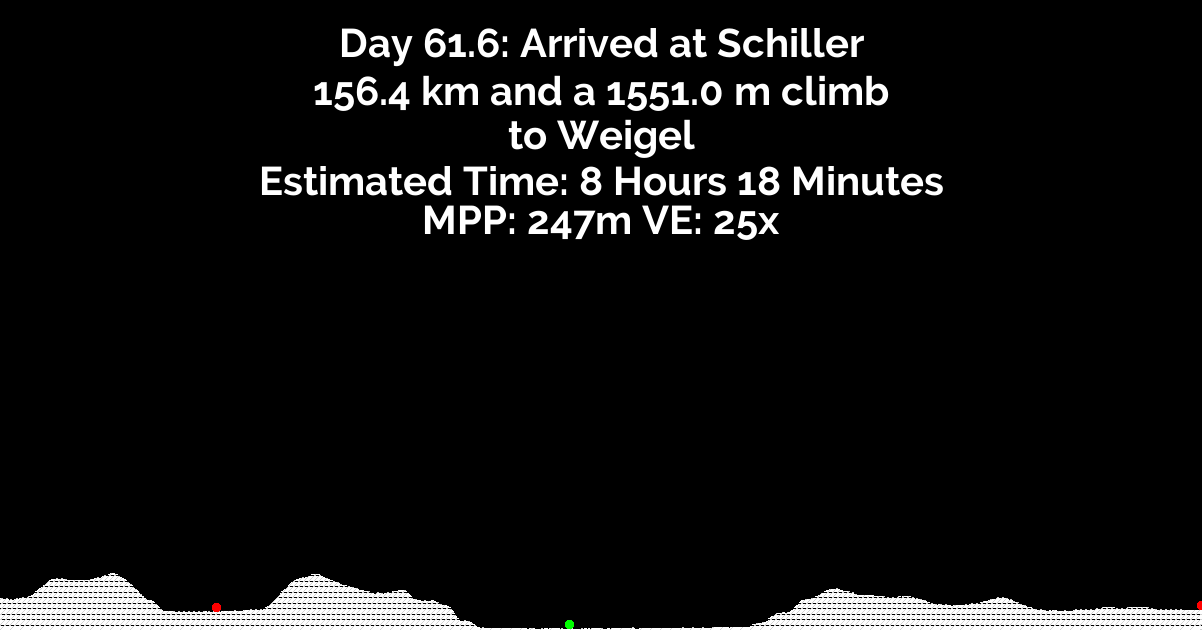 Day 61.6: Arrived at Schiller
156.4 km and a 1551.0 m climb
to Weigel
Estimated Time: 8 Hours 18 Minutes
MPP: 247m VE: 25x